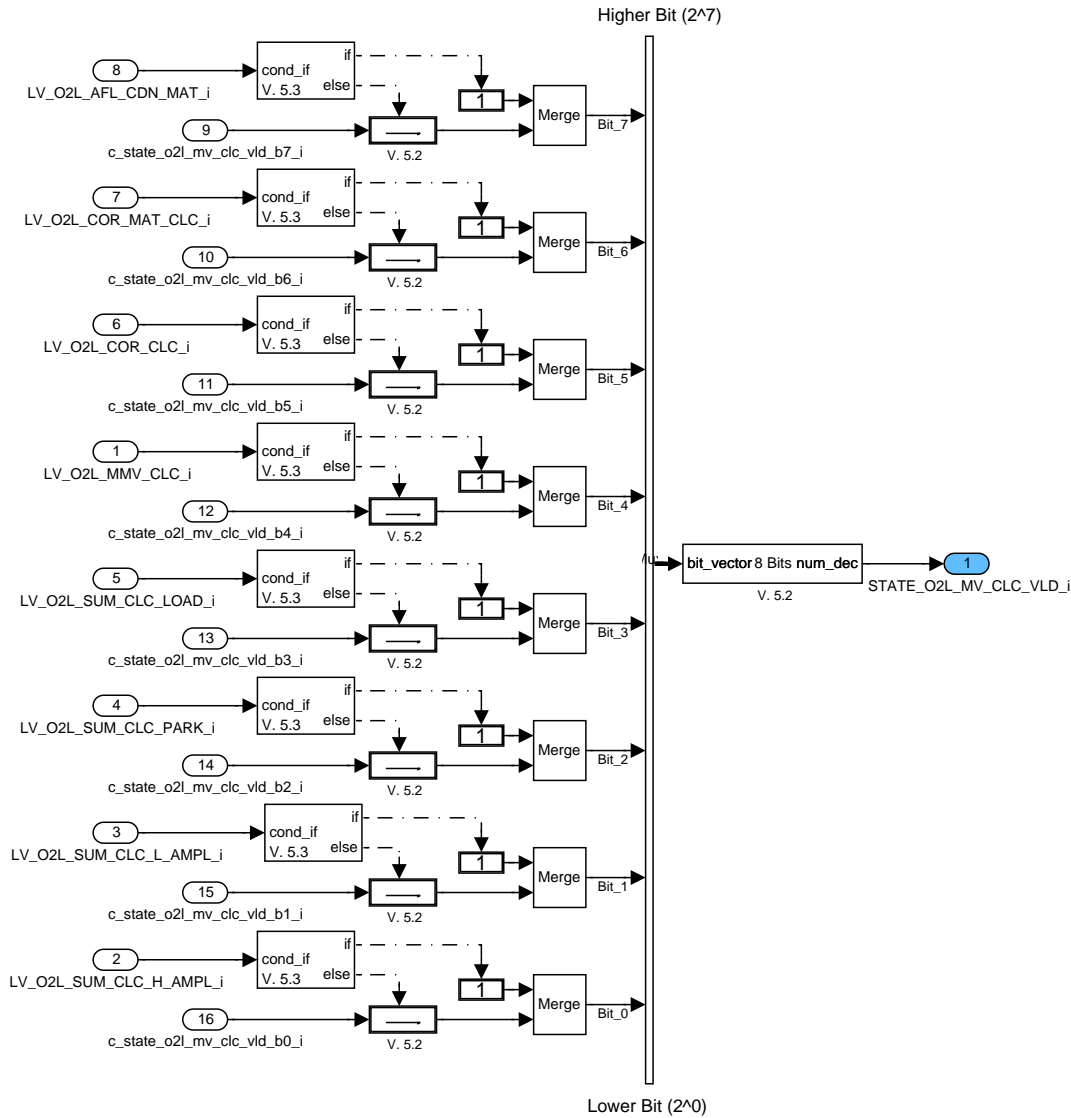 Higher Bit (2^7)
if
8
cond_if
else
LV_O2L_AFL_CDN_MAT_i
V. 5.3
1
Merge
Bit_7
9
c_state_o2l_mv_clc_vld_b7_i
V. 5.2
if
7
cond_if
else
LV_O2L_COR_MAT_CLC_i
V. 5.3
1
Merge
Bit_6
10
c_state_o2l_mv_clc_vld_b6_i
V. 5.2
if
6
cond_if
else
LV_O2L_COR_CLC_i
V. 5.3
1
Merge
Bit_5
11
c_state_o2l_mv_clc_vld_b5_i
V. 5.2
if
1
cond_if
else
LV_O2L_MMV_CLC_i
V. 5.3
1
Merge
Bit_4
12
c_state_o2l_mv_clc_vld_b4_i
V. 5.2
bit_vector 8 Bits num_dec
V. 5.2
1
STATE_O2L_MV_CLC_VLD_i
if
5
cond_if
else
LV_O2L_SUM_CLC_LOAD_i
V. 5.3
1
Merge
Bit_3
13
c_state_o2l_mv_clc_vld_b3_i
V. 5.2
if
4
cond_if
else
LV_O2L_SUM_CLC_PARK_i
V. 5.3
1
Merge
Bit_2
14
c_state_o2l_mv_clc_vld_b2_i
V. 5.2
if
3
cond_if
else
LV_O2L_SUM_CLC_L_AMPL_i
V. 5.3
1
Merge
Bit_1
15
c_state_o2l_mv_clc_vld_b1_i
V. 5.2
if
2
cond_if
else
LV_O2L_SUM_CLC_H_AMPL_i
V. 5.3
1
Merge
Bit_0
16
c_state_o2l_mv_clc_vld_b0_i
V. 5.2
Lower Bit (2^0)